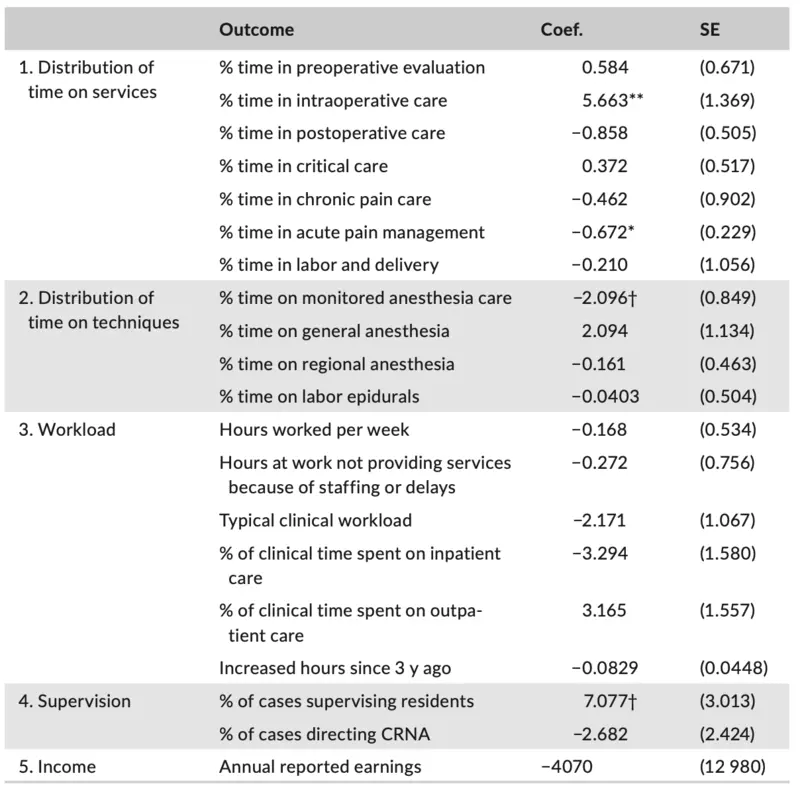 Outcome Coef. SE
1. Distribution of time on services % time in preoperative evaluation 0.584 (0.671)
% time in intraoperative care 5.663** (1.369)
% time in postoperative care −0.858 (0.505)
% time in critical care 0.372 (0.517)
% time in chronic pain care −0.462 (0.902)
% time in acute pain management −0.672* (0.229)
% time in labor and delivery −0.210 (1.056)
2. Distribution of time on techniques % time on monitored anesthesia care −2.096† (0.849)
% time on general anesthesia 2.094 (1.134)
% time on regional anesthesia −0.161 (0.463)
% time on labor epidurals −0.0403 (0.504)
3. Workload Hours worked per week −0.168 (0.534)
Hours at work not providing services −0.272 (0.756)
because of staffing or delays
Typical clinical workload −2.171 (1.067)
% of clinical time spent on inpatient −3.294 (1.580)
care
% of clinical time spent on outpa- 3.165 (1.557)
tient care
Increased hours since 3 y ago −0.0829 (0.0448)
4. Supervision % of cases supervising residents 7.077† (3.013)
% of cases directing CRNA −2.682 (2.424)
5. Income Annual reported earnings −4070 (12 980)